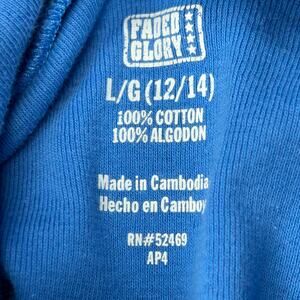 FADED
GLORY
L/G (12/14)
100% COTTON
100% ALGODON
Made in Cambodia
Hecho en Camboy
RN#52469
AP4